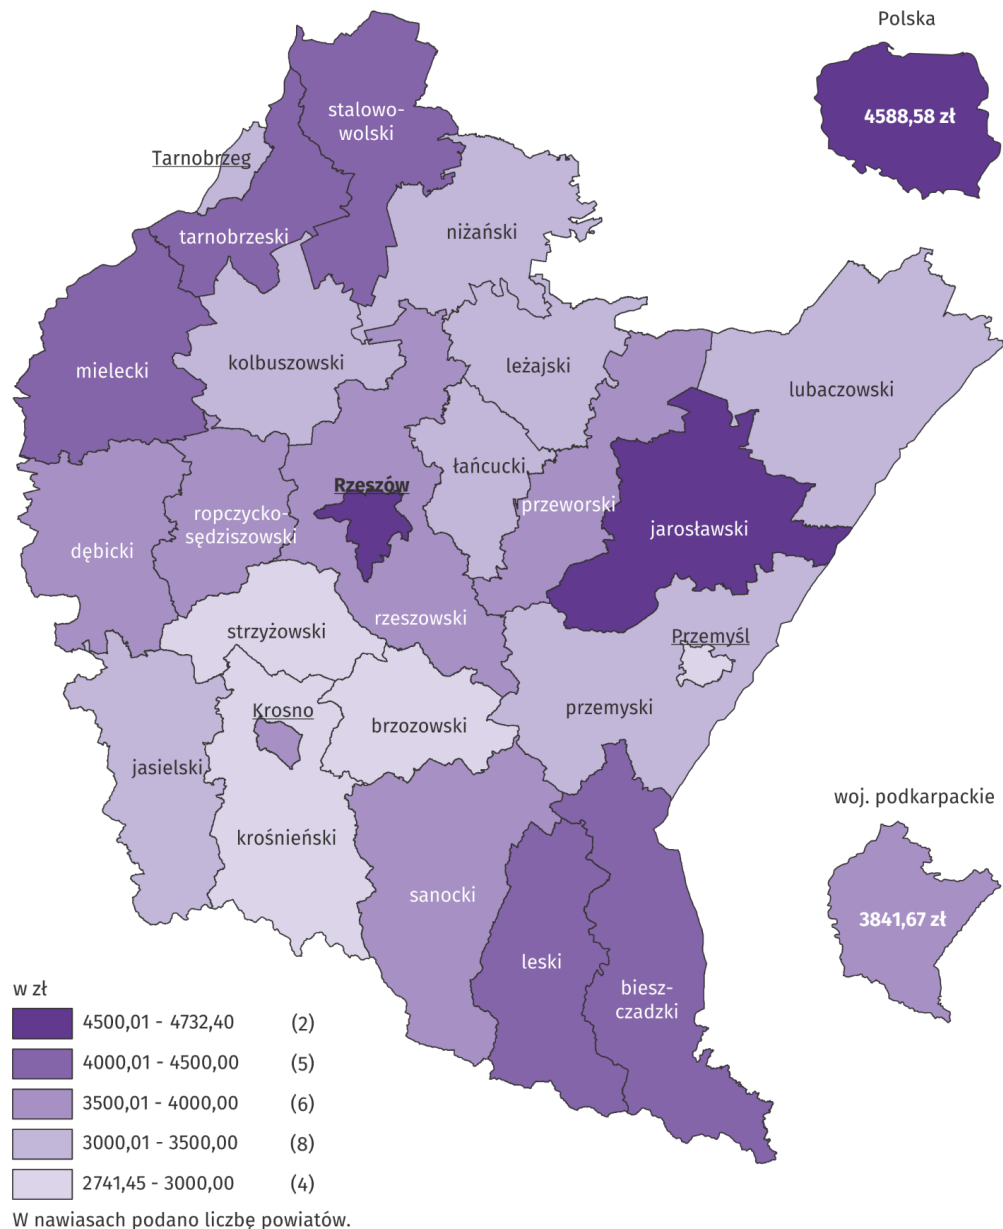 Polska
4588,58 zł
stalowo-
wolski
Tarnobrzeg
tarnobrzeski
niżański
mielecki
kolbuszowski
leżajski
lubaczowski
łańcucki
Rzeszów
ropczycko-
sędziszowski
przeworski
jarosławski
dębicki
rzeszowski
strzyżowski
Przemyśl
Krosno
brzozowski
przemyski
jasielski
krośnieński
woj. podkarpackie
3841,67 zł
sanocki
leski
biesz-
czadzki
w zł
4500,01 - 4732,40 (2)
4000,01 - 4500,00 (5)
3500,01 - 4000,00 (6)
3000,01 - 3500,00 (8)
2741,45 - 3000,00 (4)
W nawiasach podano liczbę powiatów.